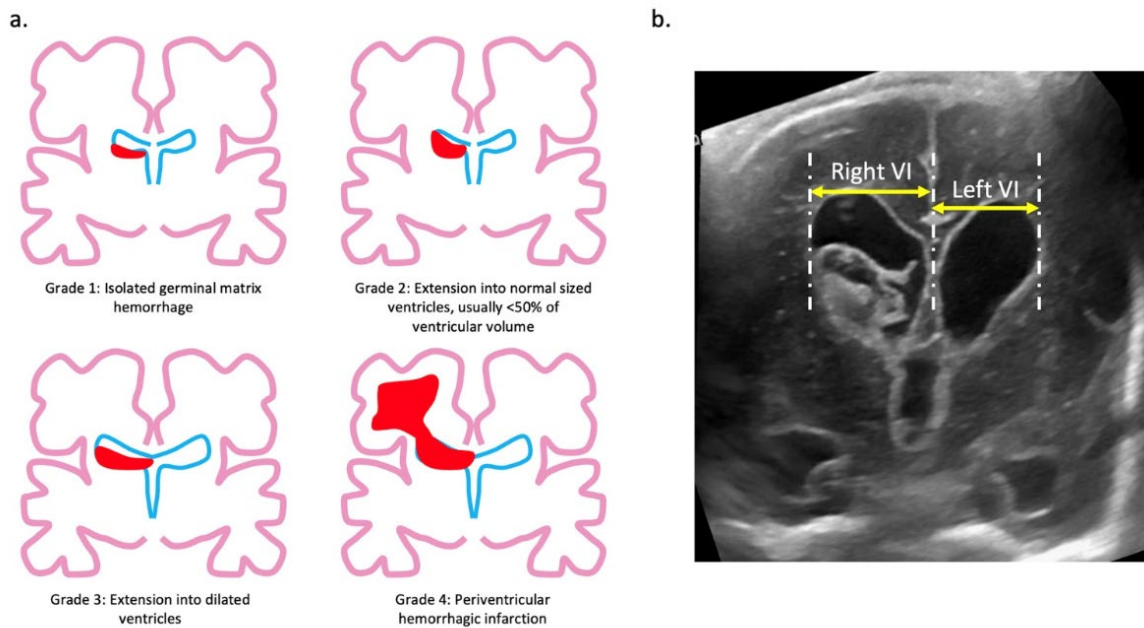 a.
b.
Grade 1: Isolated germinal matrix
hemorrhage
Grade 2: Extension into normal sized
ventricles, usually <50% of
ventricular volume
Right VI
Left VI
Grade 3: Extension into dilated
ventricles
Grade 4: Periventricular
hemorrhagic infarction